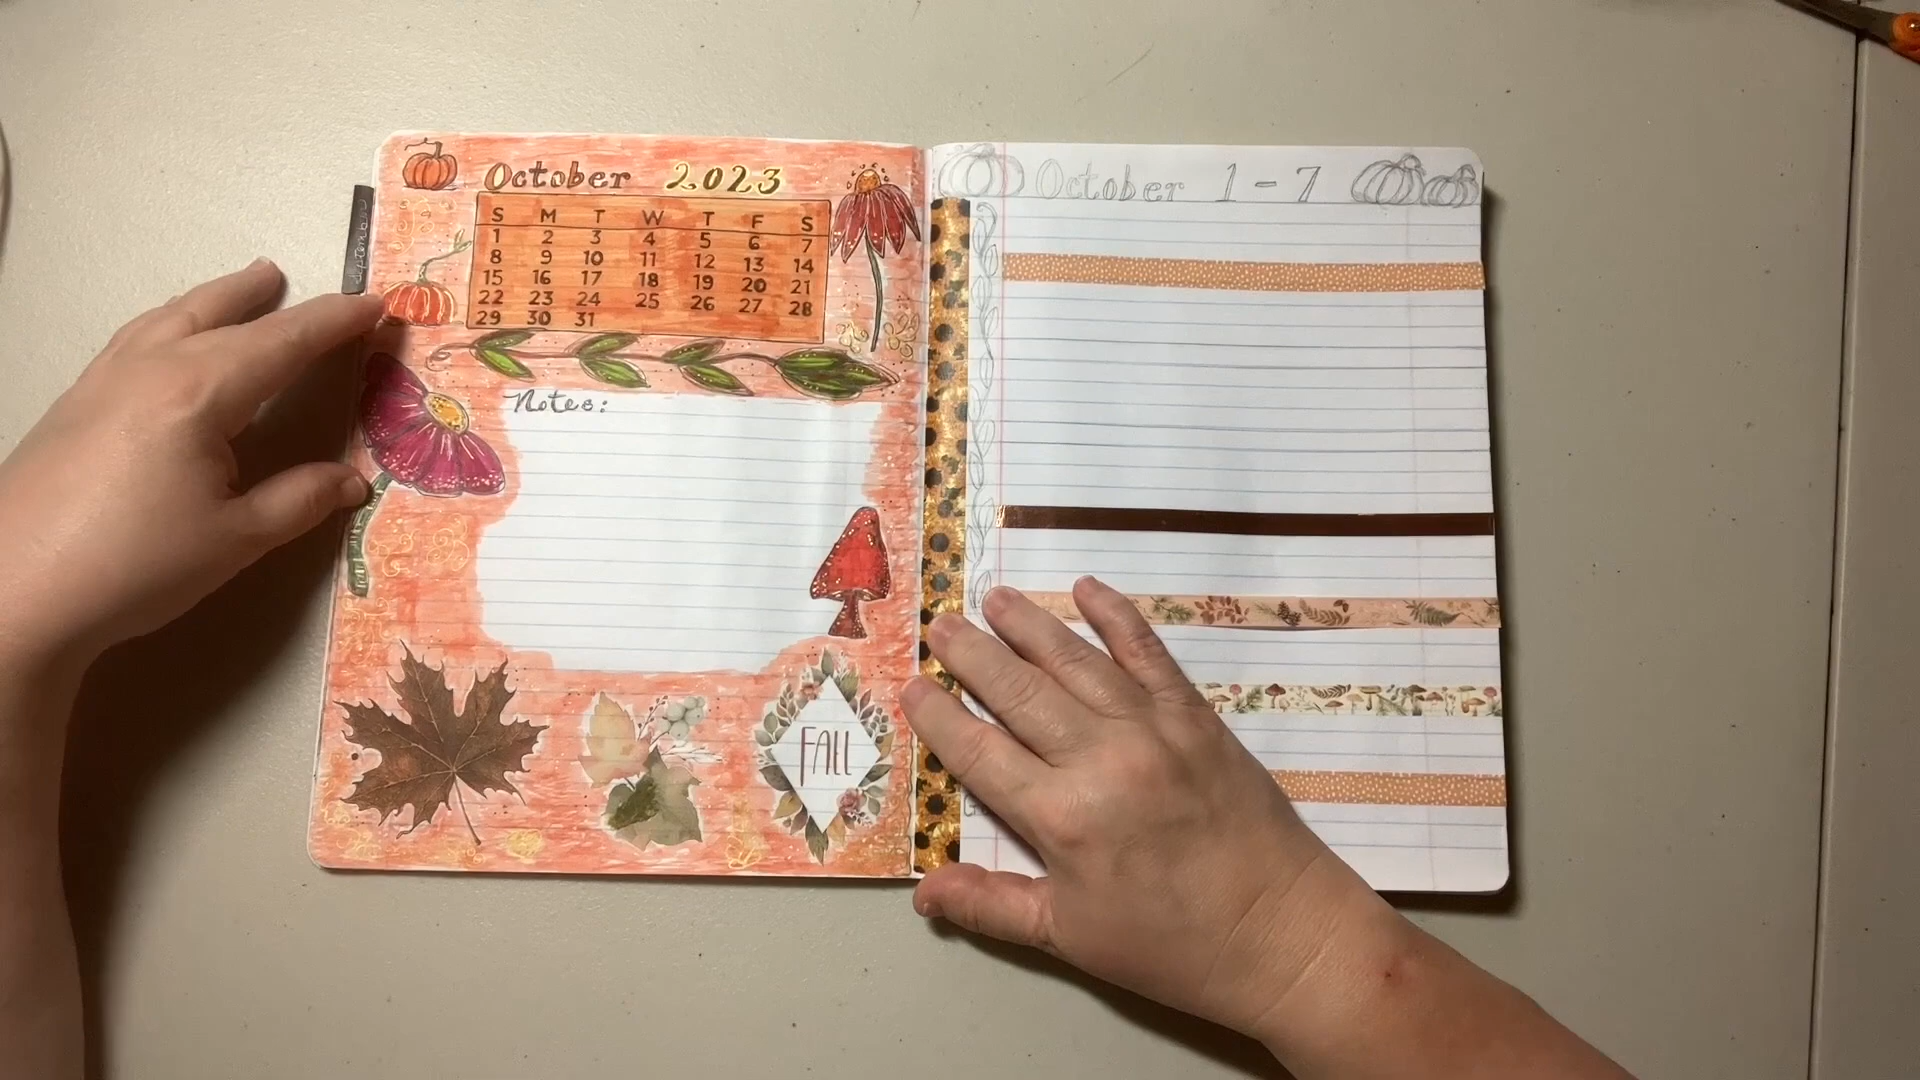 September
October 2023
S M T W T F S
1 2 3 4 5 6 7
8 9 10 11 12 13 14
15 16 17 18 19 20 21
22 23 24 25 26 27 28
29 30 31
Notes:
FALL
October 1 - 7